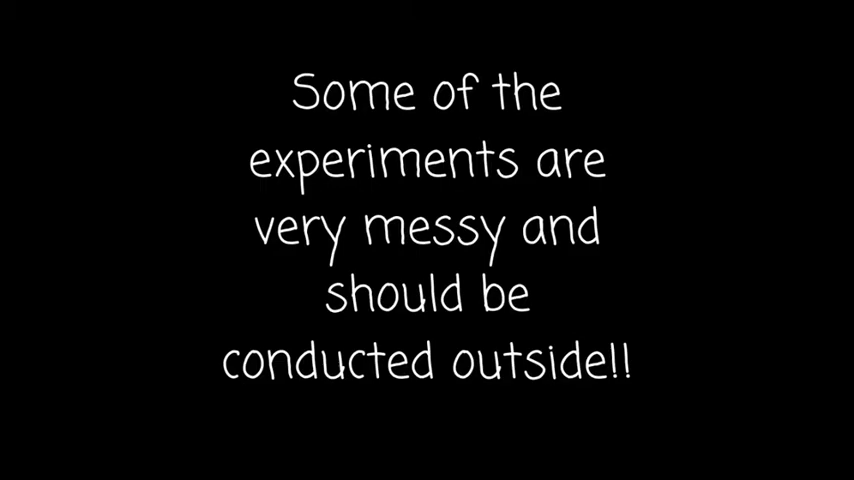 Some of the
experiments are
very messy and
should be
conducted outside!!